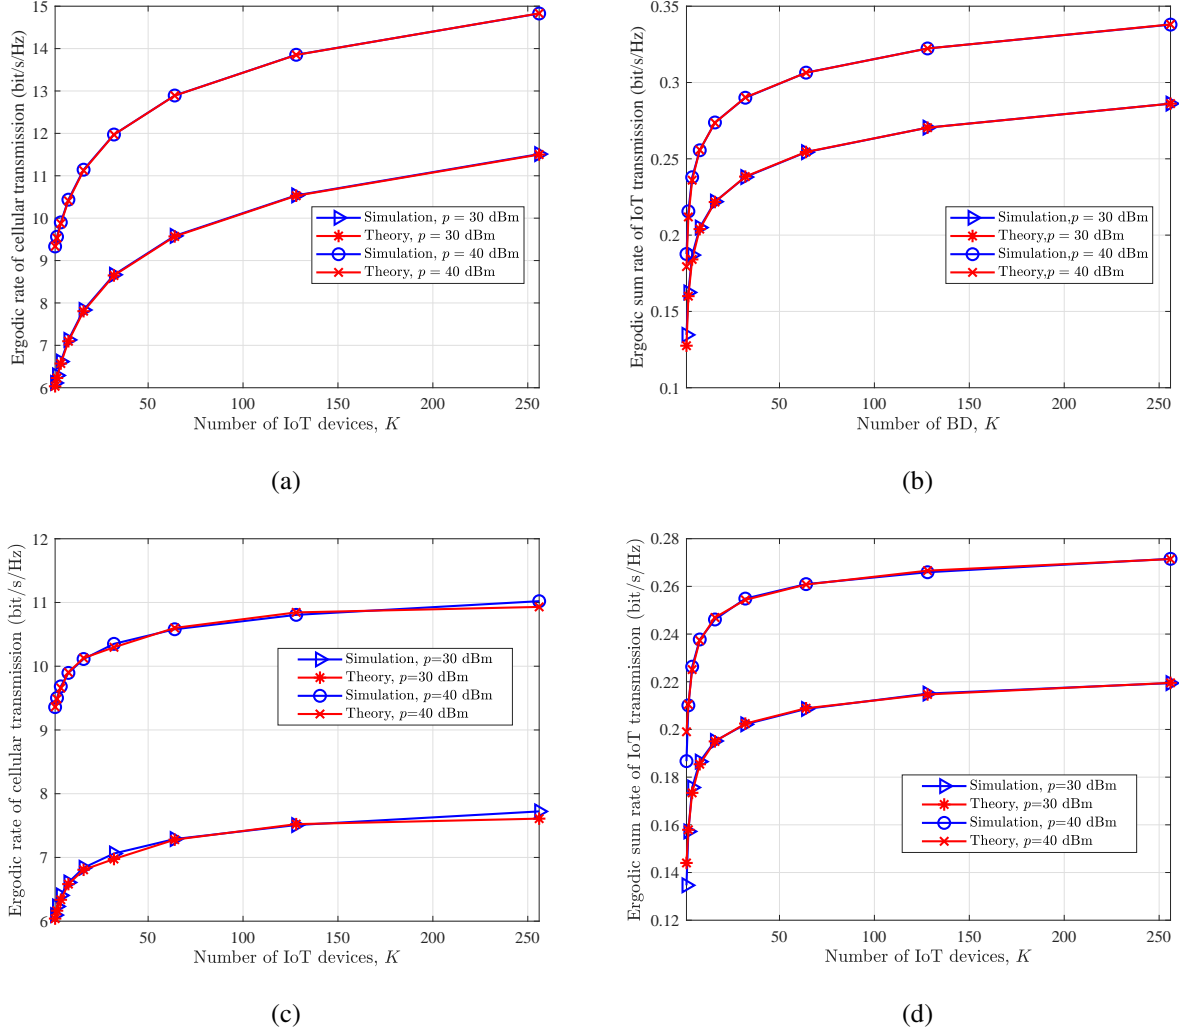 15
14
13
12
11
10
9
8
7
6
50
100
150
200
250
Ergodic rate of cellular transmission (bit/s/Hz)
Number of IoT devices, K
Simulation, p = 30 dBm
Theory, p = 30 dBm
Simulation, p = 40 dBm
Theory, p = 40 dBm
(a)
0.35
0.3
0.25
0.2
0.15
0.1
50
100
150
200
250
Ergodic sum rate of IoT transmission (bit/s/Hz)
Number of BD, K
Simulation,p = 30 dBm
Theory,p = 30 dBm
Simulation,p = 40 dBm
Theory,p = 40 dBm
(b)
12
11
10
9
8
7
6
50
100
150
200
250
Ergodic rate of cellular transmission (bit/s/Hz)
Number of IoT devices, K
Simulation, p=30 dBm
Theory, p=30 dBm
Simulation, p=40 dBm
Theory, p=40 dBm
(c)
0.28
0.26
0.24
0.22
0.2
0.18
0.16
0.14
0.12
50
100
150
200
250
Ergodic sum rate of IoT transmission (bit/s/Hz)
Number of IoT devices, K
Simulation, p=30 dBm
Theory, p=30 dBm
Simulation, p=40 dBm
Theory, p=40 dBm
(d)